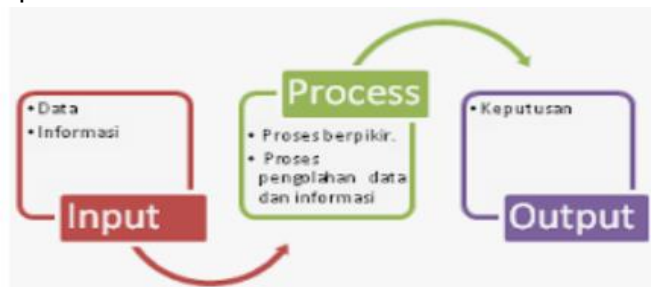 • Data
• Informasi
Input
Process
• Proses berpikir.
• Proses
pengolahan data
dan informasi
• Keputusan
Output